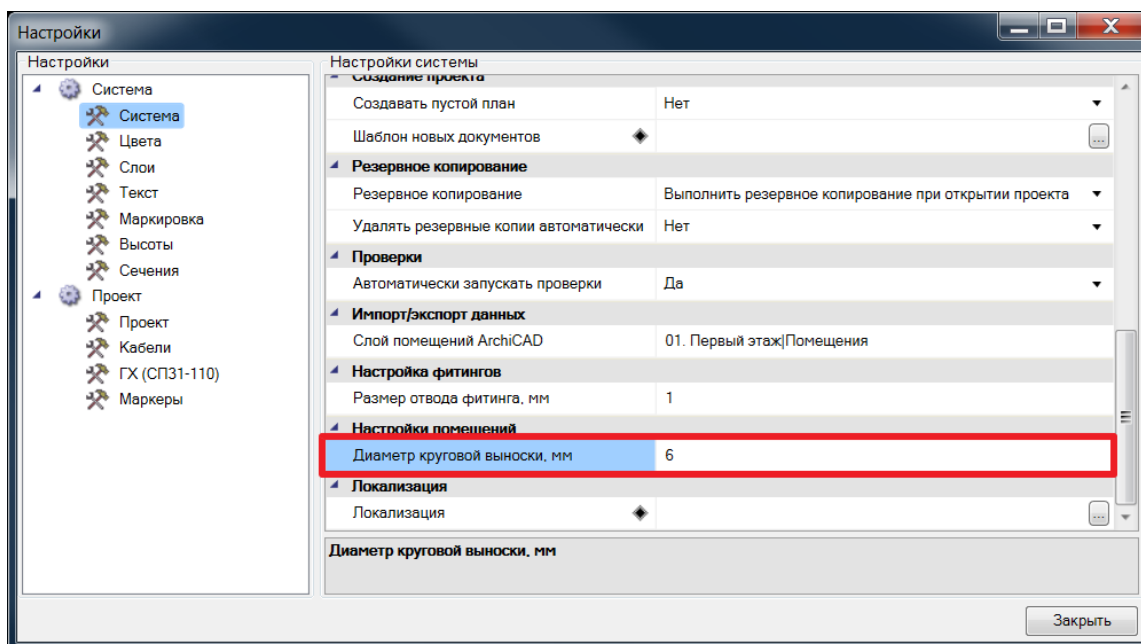 Настройки
Настройки
Система
Система
Цвета
Слои
Текст
Маркировка
Высоты
Сечения
Проект
Проект
Кабели
ГХ (СП31-110)
Маркеры
Настройки системы
Создание проекта
Создавать пустой план Нет
Шаблон новых документов ...
Резервное копирование
Резервное копирование Выполнить резервное копирование при открытии проекта
Удалять резервные копии автоматически Нет
Проверки
Автоматически запускать проверки Да
Импорт/экспорт данных
Слой помещений ArchiCAD 01. Первый этаж|Помещения
Настройка фитингов
Размер отвода фитинга, мм 1
Настройки помещений
Диаметр круговой выноски, мм 6
Локализация
Локализация ...
Диаметр круговой выноски, мм
Закрыть